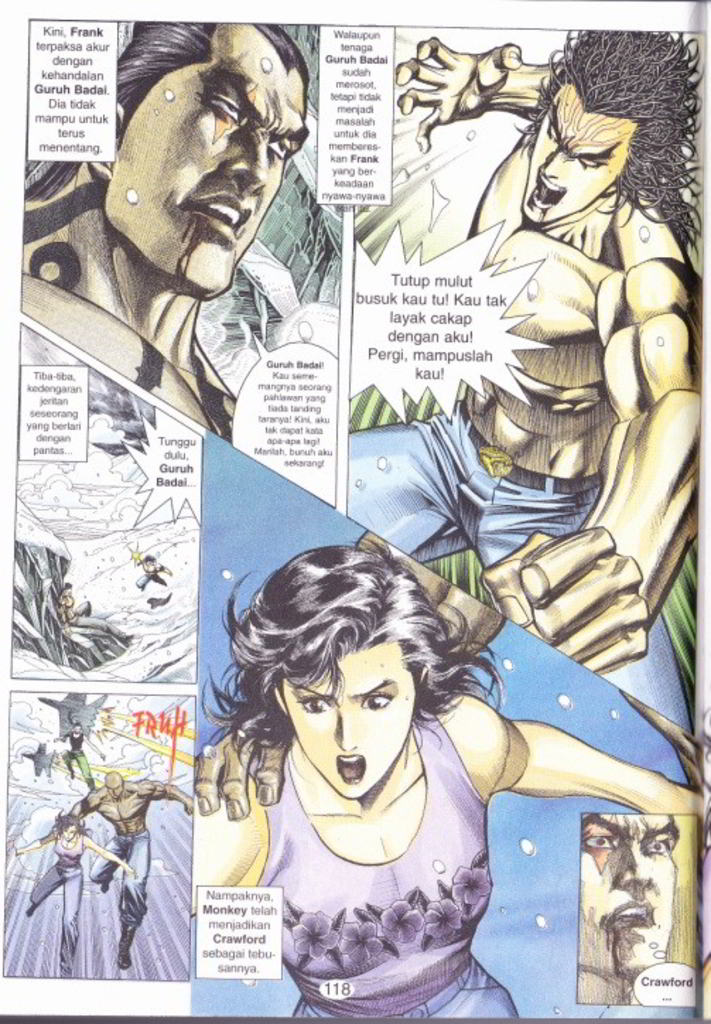 Kini, Frank
terpaksa akur
dengan
kehandalan
Guruh Badai.
Dia tidak
mampu untuk
terus
menentang.
Walaupun
tenaga
Guruh Badai
sudah
merosot,
tetapi tidak
menjadi
masalah
untuk dia
memberes-
kan Frank
yang ber-
keadaan
nyawa-nyawa
ikan !!!
Tutup mulut
busuk kau tu! Kau tak
layak cakap
dengan aku!
Pergi, mampuslah
kau!
Guruh Badai!
Kau seme-
mangnya seorang
pahlawan yang
tiada tanding
taranya! Kini, aku
tak dapat kata
apa-apa lagi!
Marilah, bunuh aku
sekarang!
Tiba-tiba,
kedengaran
jeritan
seseorang
yang berlari
dengan
pantas...
Tunggu
dulu,
Guruh
Badai...
FRUH
Nampaknya,
Monkey telah
menjadikan
Crawford
sebagai tebu-
sannya.
Crawford
...
118